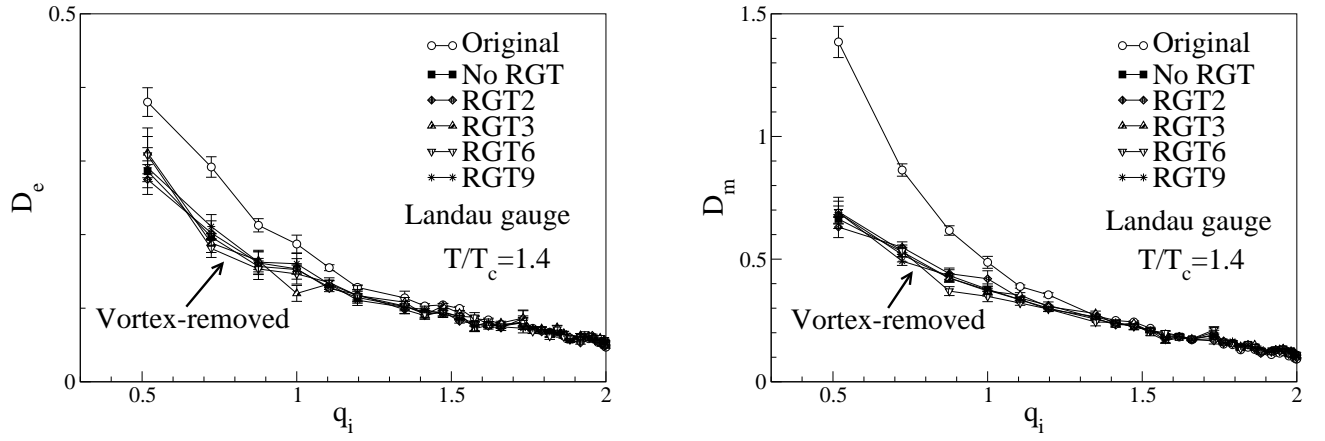 0.5
Original
No RGT
RGT2
RGT3
RGT6
RGT9
D_e
Landau gauge
T/T_c=1.4
Vortex-removed
0
0.5
1
1.5
2
q_i
1.5
Original
No RGT
RGT2
RGT3
RGT6
RGT9
1
D_m
Landau gauge
0.5
T/T_c=1.4
Vortex-removed
0
0.5
1
1.5
2
q_i